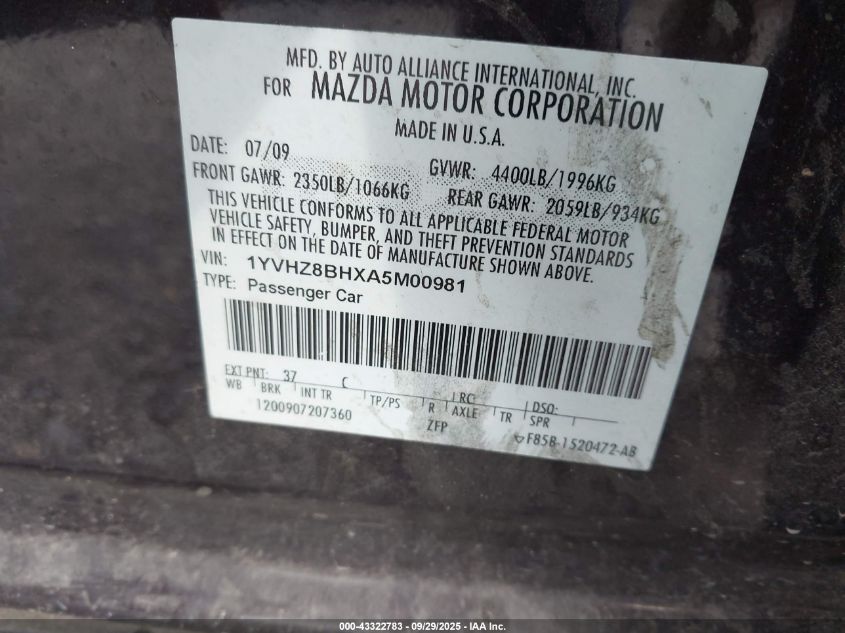 MFD. BY AUTO ALLIANCE INTERNATIONAL, INC.
FOR MAZDA MOTOR CORPORATION
MADE IN U.S.A.
DATE: 07/09 GVWR: 4400LB/1996KG
FRONT GAWR: 2350LB/1066KG REAR GAWR: 2059LB/934KG
THIS VEHICLE CONFORMS TO ALL APPLICABLE FEDERAL MOTOR
VEHICLE SAFETY, BUMPER, AND THEFT PREVENTION STANDARDS
IN EFFECT ON THE DATE OF MANUFACTURE SHOWN ABOVE.
VIN: 1YVHZ8BHXA5M00981
TYPE: Passenger Car
EXT PNT: 37 C RC: DSO:
WB BRK INT TR TP/PS R AXLE TR SPR
1200907207360 ZFP F85B-1520472-AB
000-43322783 - 09/29/2025 - IAA Inc.